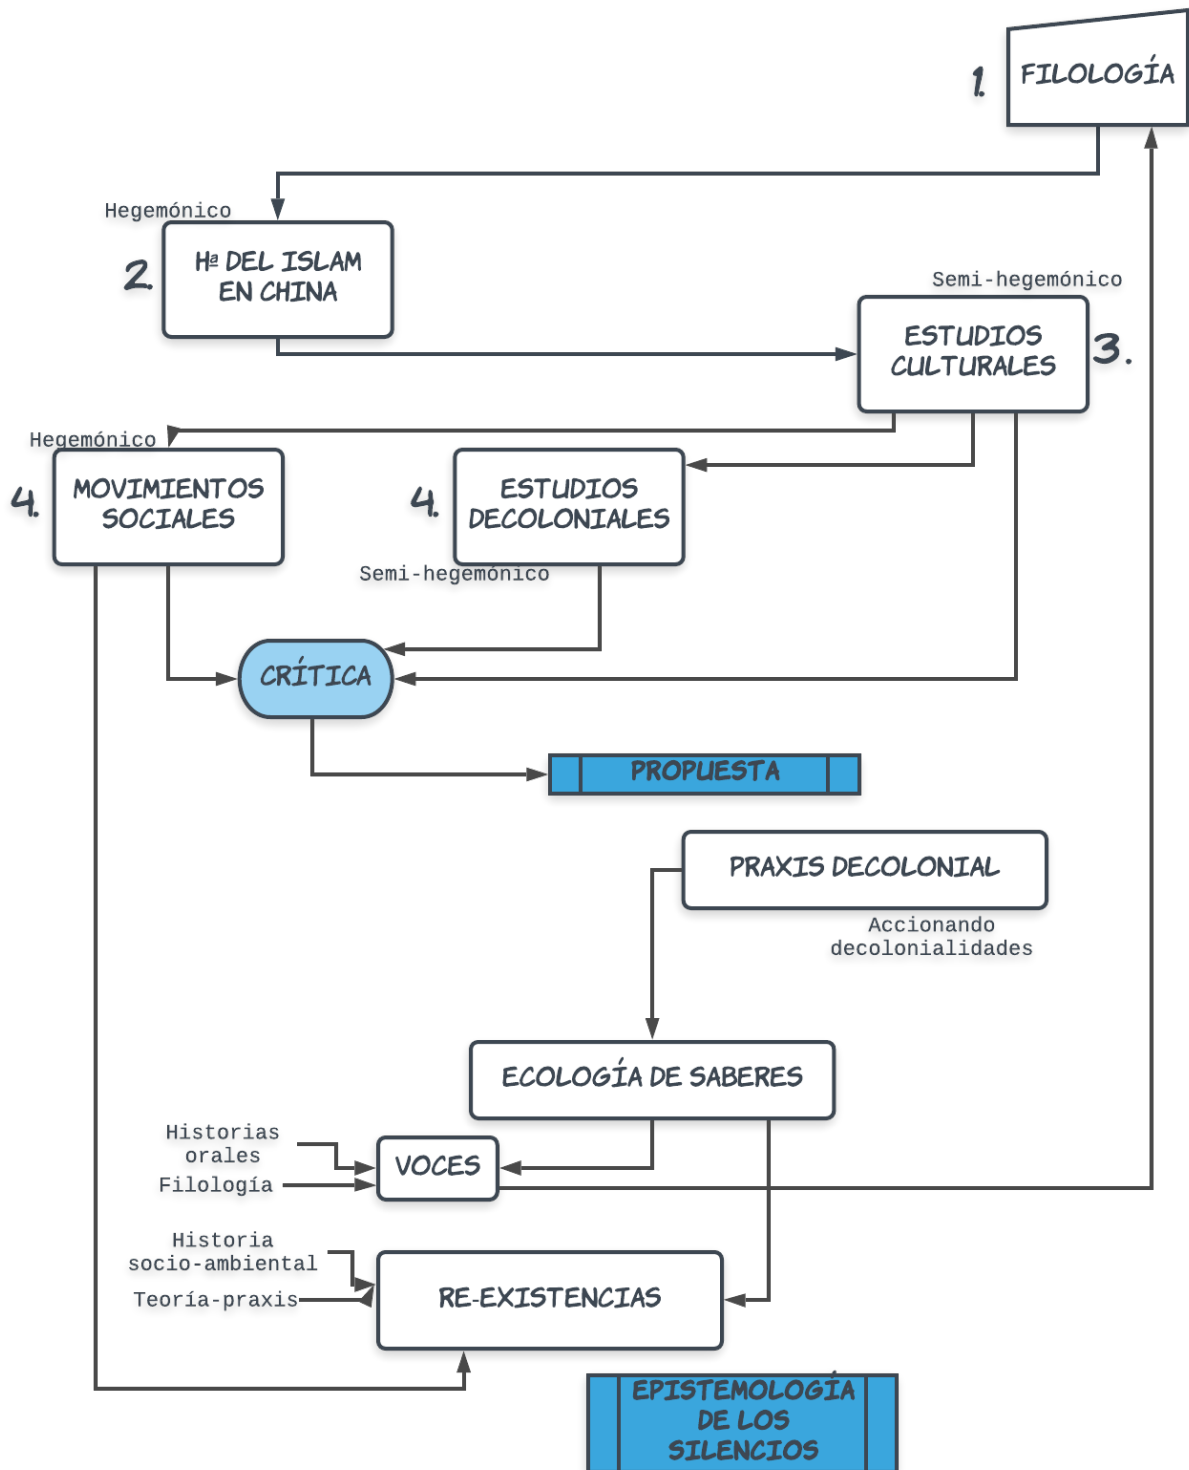 1.
FILOLOGÍA
Hegemónico
2.
Hª DEL ISLAM
EN CHINA
Semi-hegemónico
ESTUDIOS
CULTURALES
3.
Hegemónico
4.
MOVIMIENTOS
SOCIALES
4.
ESTUDIOS
DECOLONIALES
Semi-hegemónico
CRÍTICA
PROPUESTA
PRAXIS DECOLONIAL
Accionando
decolonialidades
ECOLOGÍA DE SABERES
Historias
orales
Filología
VOCES
Historia
socio-ambiental
Teoría-praxis
RE-EXISTENCIAS
EPISTEMOLOGÍA
DE LOS
SILENCIOS